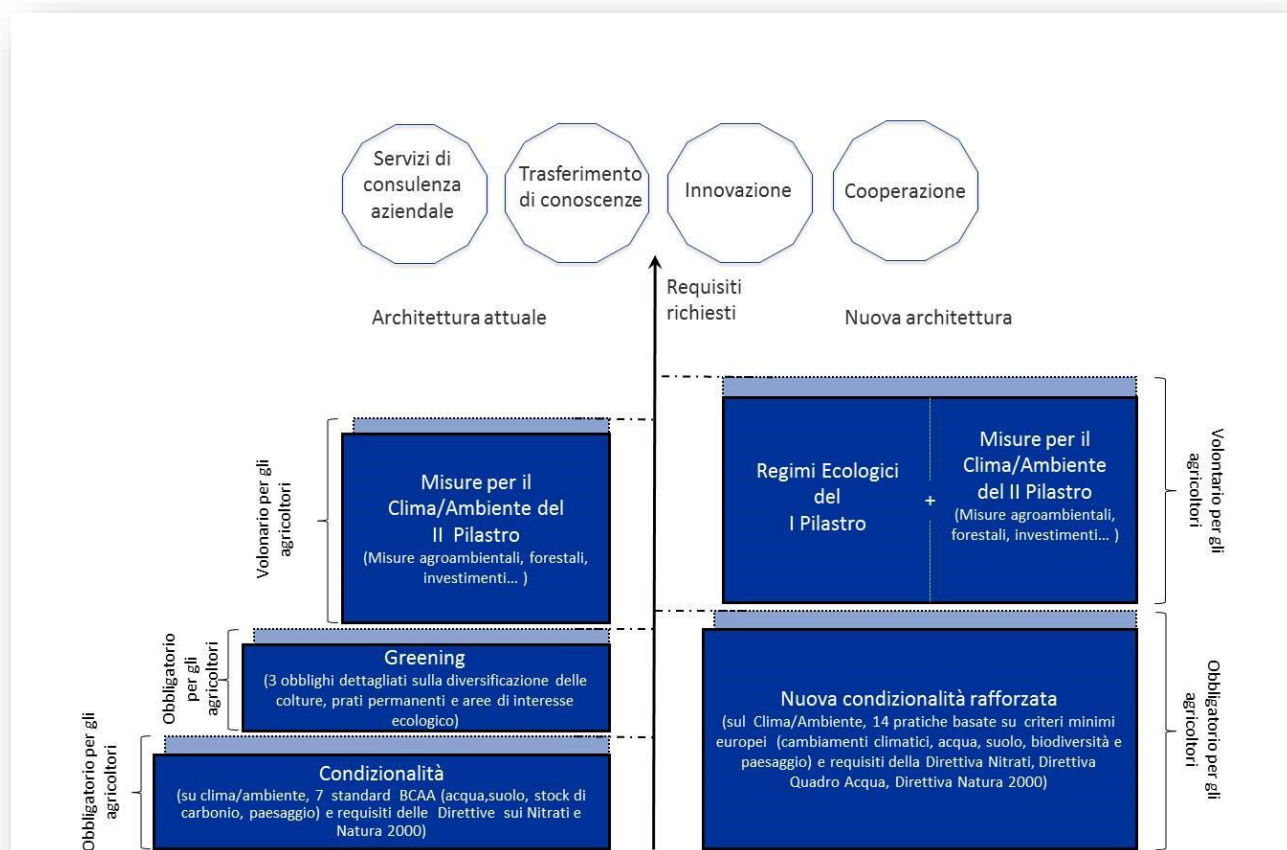 Servizi di
consulenza
aziendale
Trasferimento
di conoscenze
Innovazione
Cooperazione
Requisiti
richiesti
Architettura attuale
Nuova architettura
Volonario per gli
agricoltori
Misure per il
Clima/Ambiente del
II Pilastro
(Misure agroambientali, forestali,
investimenti... )
Obbligatorio
per gli
agricoltori
Greening
(3 obblighi dettagliati sulla diversificazione delle
colture, prati permanenti e aree di interesse
ecologico)
Obbligatorio per gli
agricoltori
Condizionalità
(su clima/ambiente, 7 standard BCAA (acqua,suolo, stock di
carbonio, paesaggio) e requisiti delle Direttive sui Nitrati e
Natura 2000)
Regimi Ecologici
del
I Pilastro
+
Misure per il
Clima/Ambiente
del II Pilastro
(Misure agroambientali,
forestali, investimenti... )
Volontario per gli
agricoltori
Nuova condizionalità rafforzata
(sul Clima/Ambiente, 14 pratiche basate su criteri minimi
europei (cambiamenti climatici, acqua, suolo, biodiversità e
paesaggio) e requisiti della Direttiva Nitrati, Direttiva
Quadro Acqua, Direttiva Natura 2000)
Obbligatorio per gli
agricoltori